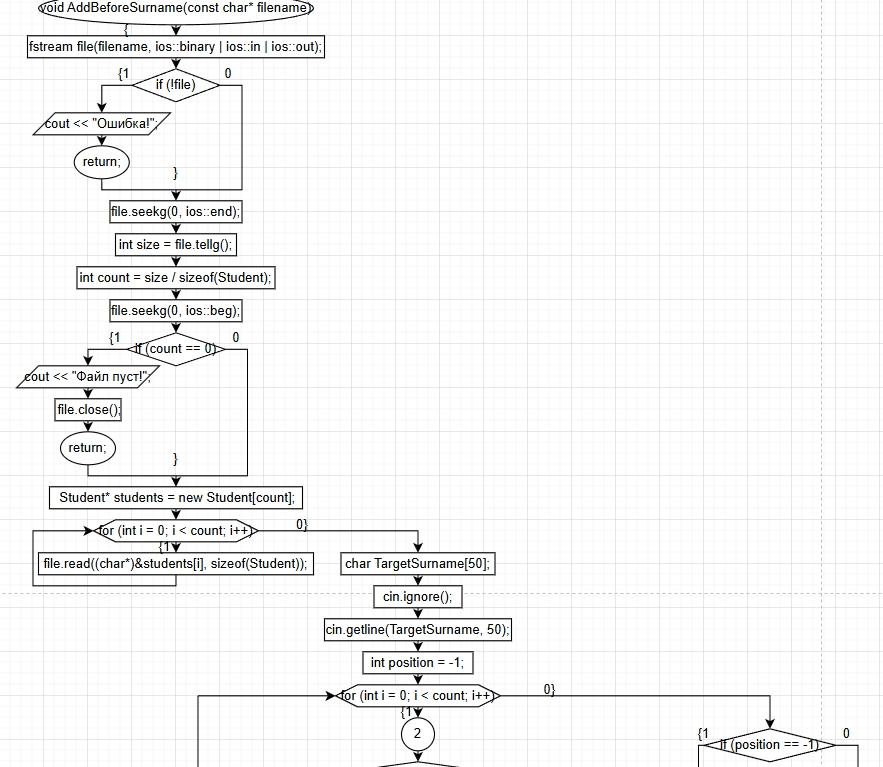 void AddBeforeSurname(const char* filename)
{
fstream file(filename, ios::binary | ios::in | ios::out);
{1
0
if (!file)
cout << "Ошибка!";
return;
}
file.seekg(0, ios::end);
int size = file.tellg();
int count = size / sizeof(Student);
file.seekg(0, ios::beg);
{1
0
if (count == 0)
cout << "Файл пуст!";
file.close();
return;
}
Student* students = new Student[count];
for (int i = 0; i < count; i++)
0}
{1
file.read((char*)&students[i], sizeof(Student));
char TargetSurname[50];
cin.ignore();
cin.getline(TargetSurname, 50);
int position = -1;
for (int i = 0; i < count; i++)
0}
{1
2
{1
0
if (position == -1)